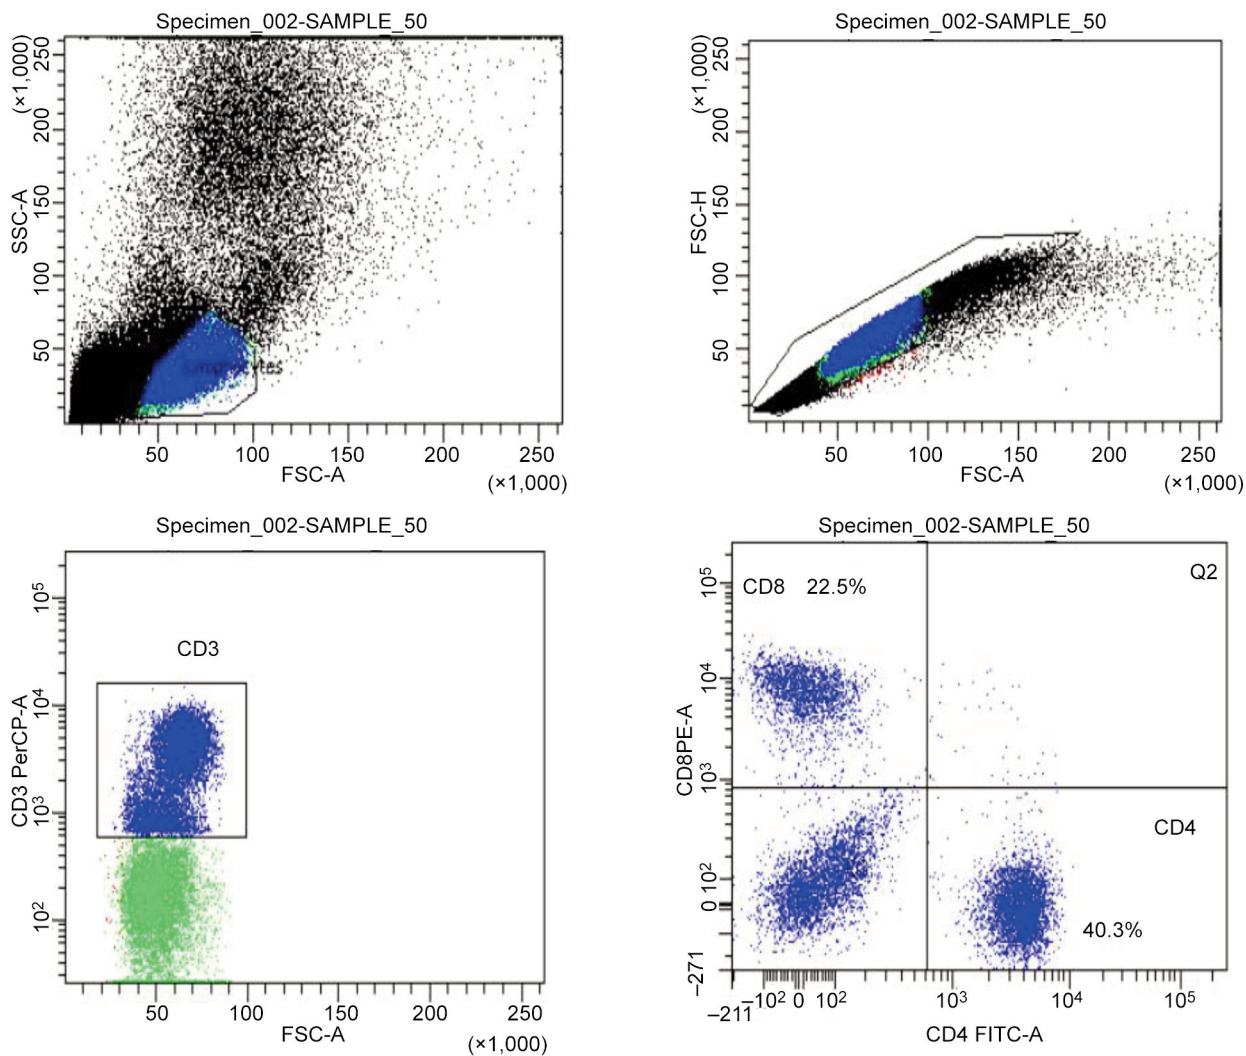 Specimen_002-SAMPLE_50
(×1,000)
250
200
150
100
50
SSC-A
Lymphocytes
50 100 150 200 250
FSC-A
(×1,000)
Specimen_002-SAMPLE_50
(×1,000)
250
200
150
100
50
FSC-H
50 100 150 200 250
FSC-A
(×1,000)
Specimen_002-SAMPLE_50
CD3
10⁵
10⁴
10³
10²
CD3 PerCP-A
50 100 150 200 250
FSC-A
(×1,000)
Specimen_002-SAMPLE_50
CD8 22.5%
Q2
CD4
40.3%
10⁵
10⁴
10³
10²
0
–271
CD8PE-A
–211 –10² 0 10² 10³ 10⁴ 10⁵
CD4 FITC-A